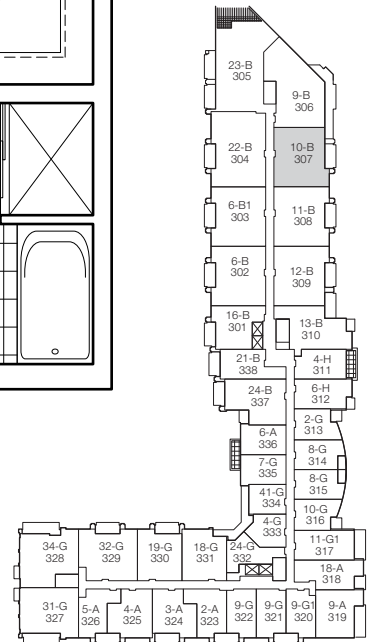 23-B
305
9-B
306
22-B
304
10-B
307
6-B1
303
11-B
308
6-B
302
12-B
309
16-B
301
13-B
310
21-B
338
4-H
311
24-B
337
6-H
312
2-G
313
6-A
336
8-G
314
7-G
335
8-G
315
41-G
334
10-G
316
4-G
333
11-G1
317
34-G
328
32-G
329
19-G
330
18-G
331
24-G
332
18-A
318
31-G
327
5-A
326
4-A
325
3-A
324
2-A
323
9-G
322
9-G
321
9-G1
320
9-A
319